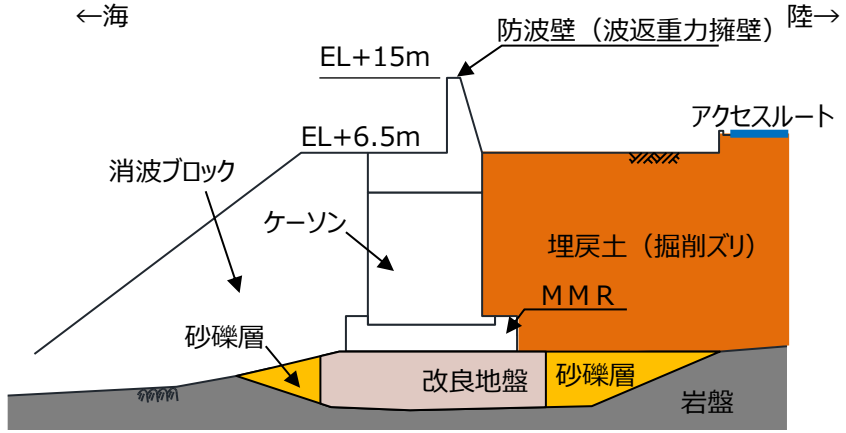 ←海
陸→
防波壁（波返重力擁壁）
EL+15m
アクセスルート
EL+6.5m
消波ブロック
ケーソン
埋戻土（掘削ズリ）
ＭＭＲ
砂礫層
改良地盤
砂礫層
岩盤